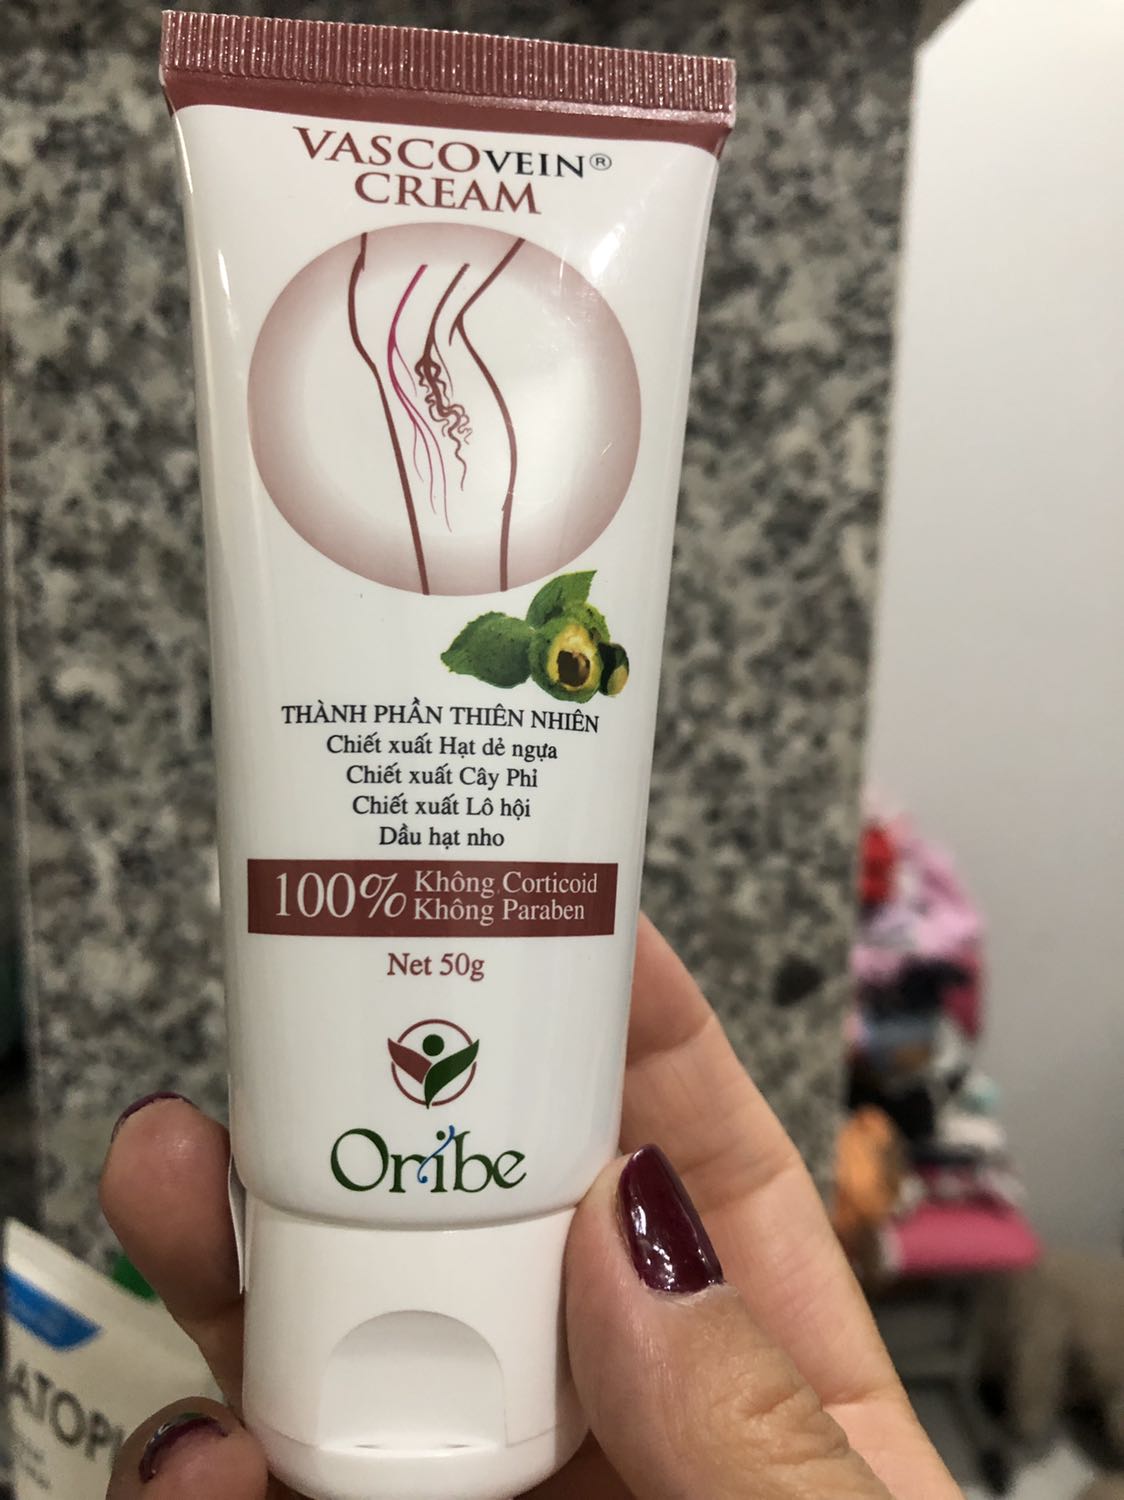 VASCOVEIN®
CREAM
THÀNH PHẦN THIÊN NHIÊN
Chiết xuất Hạt dẻ ngựa
Chiết xuất Cây Phỉ
Chiết xuất Lô hội
Dầu hạt nho
100% Không Corticoid
Không Paraben
Net 50g
Oribe
ATOP